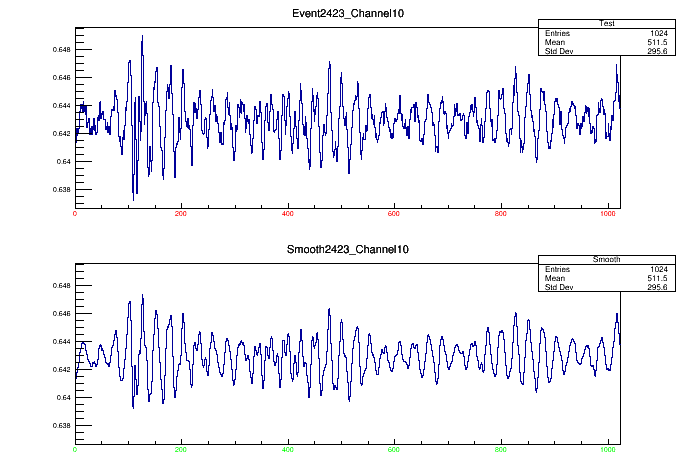 Event2423_Channel10
Test
Entries 1024
Mean 511.5
Std Dev 295.6
0.648
0.646
0.644
0.642
0.64
0.638
0 200 400 600 800 1000
Smooth2423_Channel10
Smooth
Entries 1024
Mean 511.5
Std Dev 295.6
0.648
0.646
0.644
0.642
0.64
0.638
0 200 400 600 800 1000